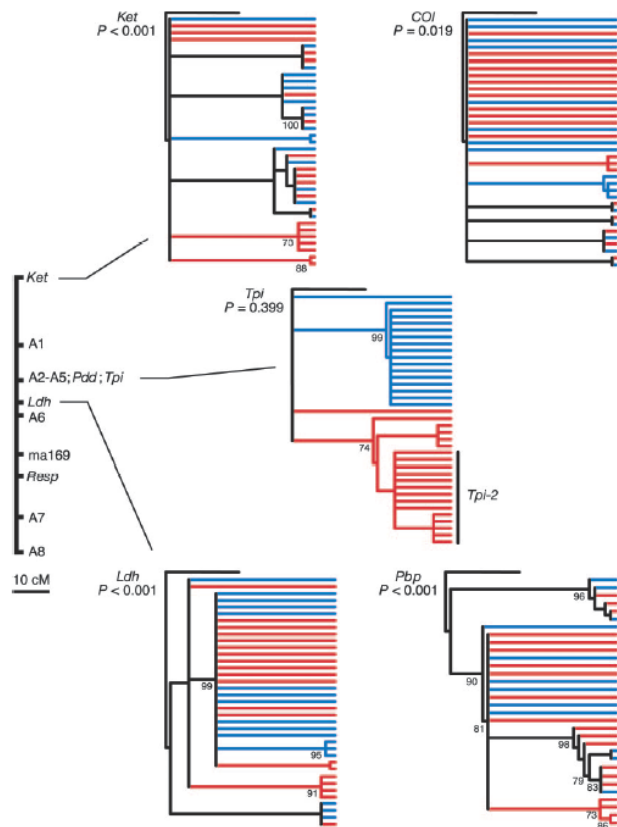 Ket
P < 0.001
100
73
88
COI
P = 0.019
Ket
A1
A2-A5; Pdd ; Tpi
Ldh
A6
ma169
Resp
A7
A8
10 cM
Tpi
P = 0.399
99
74
Tpi-2
Ldh
P < 0.001
99
95
91
Pbp
P < 0.001
96
90
81
98
79
83
73
86